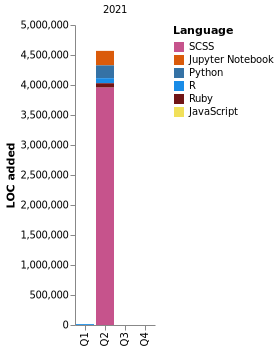 2021
Language
SCSS
Jupyter Notebook
Python
R
Ruby
JavaScript
LOC added
5,000,000
4,500,000
4,000,000
3,500,000
3,000,000
2,500,000
2,000,000
1,500,000
1,000,000
500,000
0
Q1
Q2
Q3
Q4